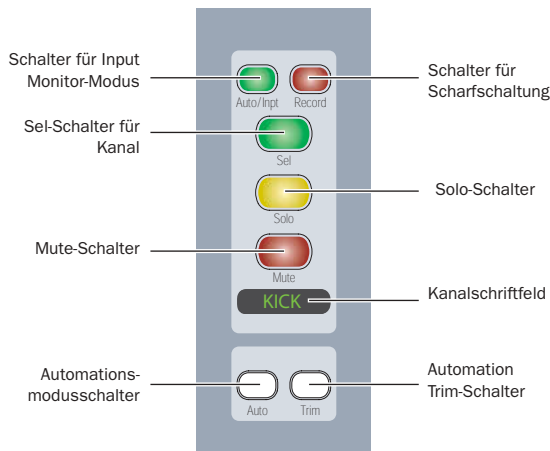 Schalter für Input
Monitor-Modus
Schalter für
Scharfschaltung
Auto/Inpt
Record
Sel-Schalter für
Kanal
Sel
Solo-Schalter
Solo
Mute-Schalter
Mute
KICK
Kanalschriftfeld
Automations-
modusschalter
Automation
Trim-Schalter
Auto
Trim